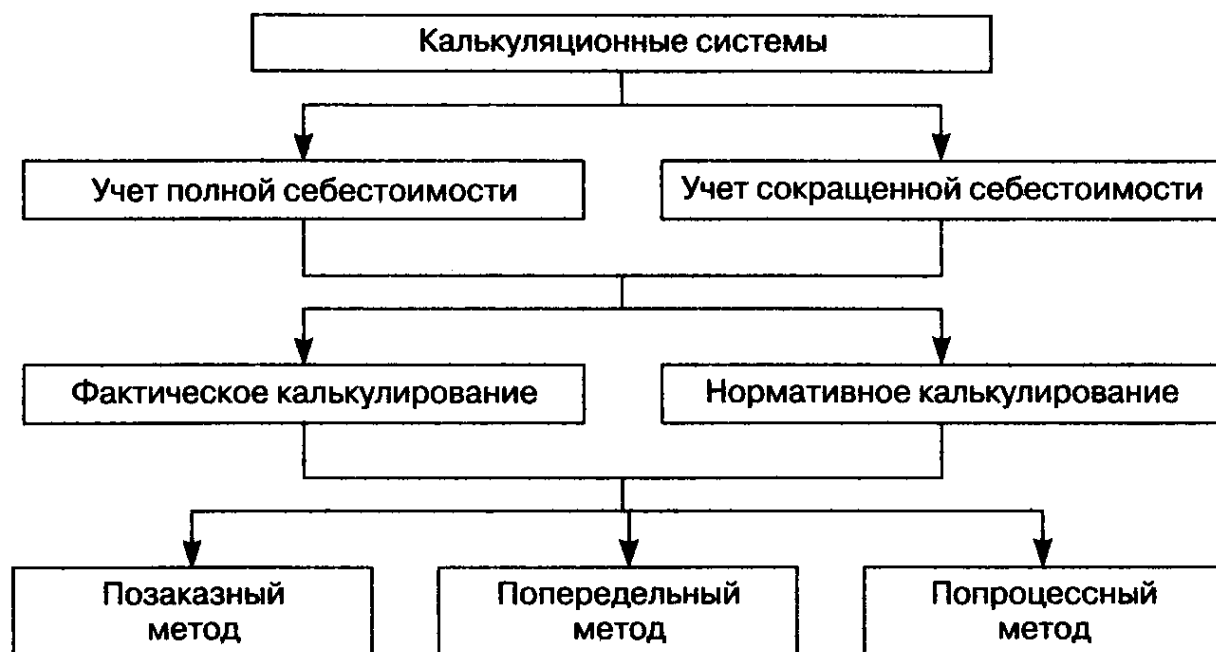 Калькуляционные системы
Учет полной себестоимости
Учет сокращенной себестоимости
Фактическое калькулирование
Нормативное калькулирование
Позаказный
метод
Попередельный
метод
Попроцессный
метод